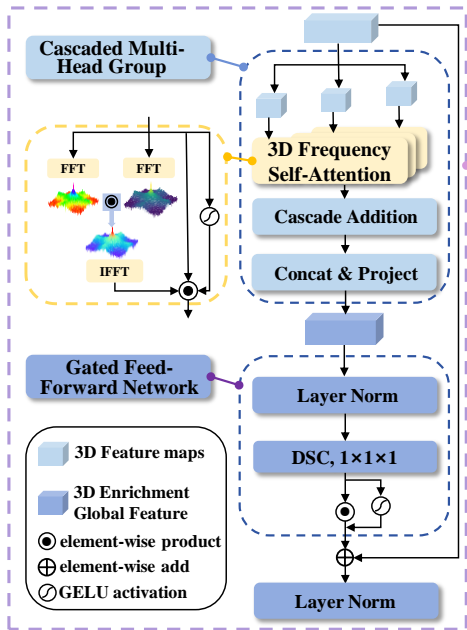 Cascaded Multi-
Head Group
3D Frequency
Self-Attention
FFT
FFT
IFFT
Cascade Addition
Concat & Project
Gated Feed-
Forward Network
Layer Norm
DSC, 1×1×1
3D Feature maps
3D Enrichment
Global Feature
element-wise product
element-wise add
GELU activation
Layer Norm